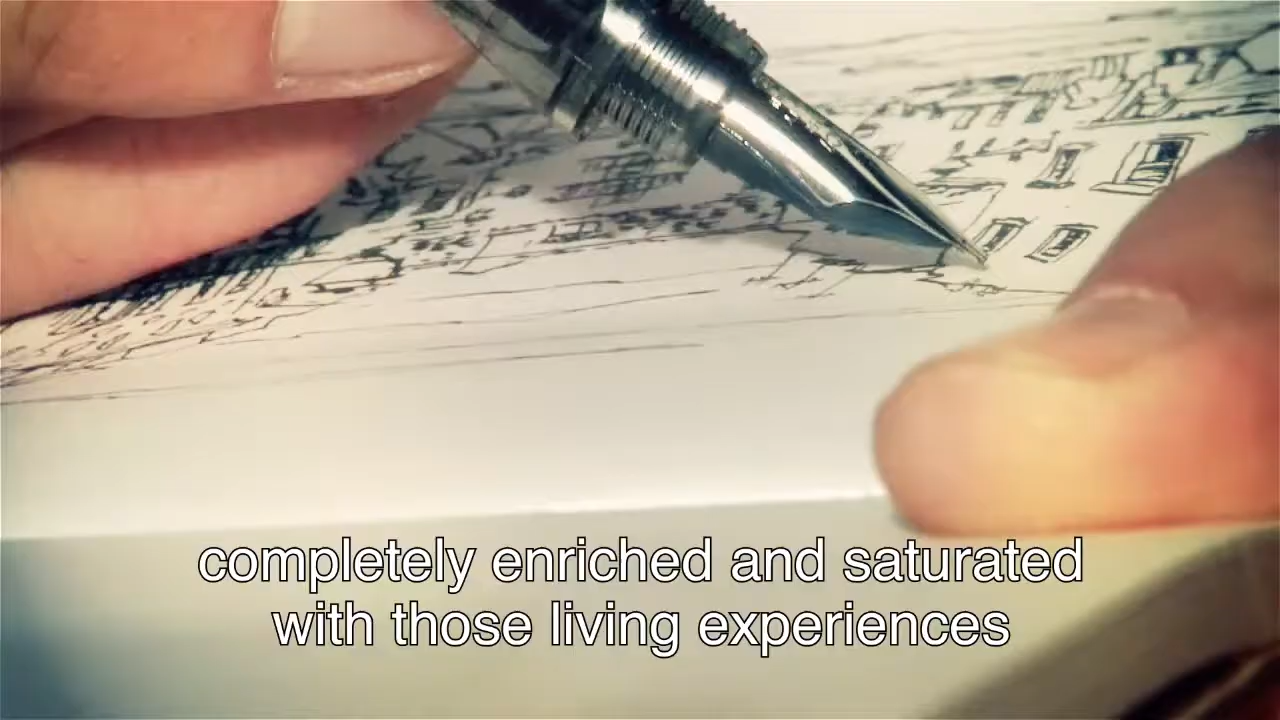 completely enriched and saturated
with those living experiences